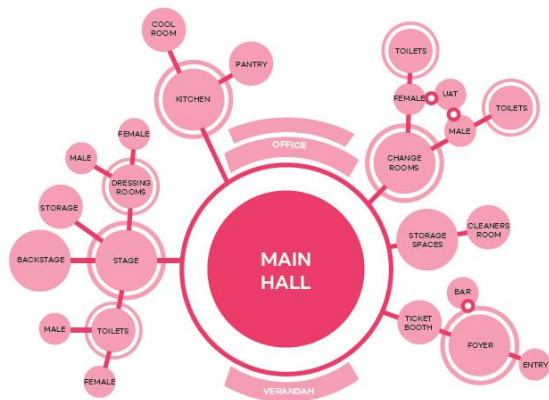 COOL
ROOM
PANTRY
KITCHEN
TOILETS
FEMALE
UAT
TOILETS
MALE
CHANGE
ROOMS
OFFICE
FEMALE
MALE
DRESSING
ROOMS
STORAGE
BACKSTAGE
STAGE
MALE
TOILETS
FEMALE
MAIN
HALL
STORAGE
SPACES
CLEANERS
ROOM
BAR
TICKET
BOOTH
FOYER
ENTRY
VERANDAH